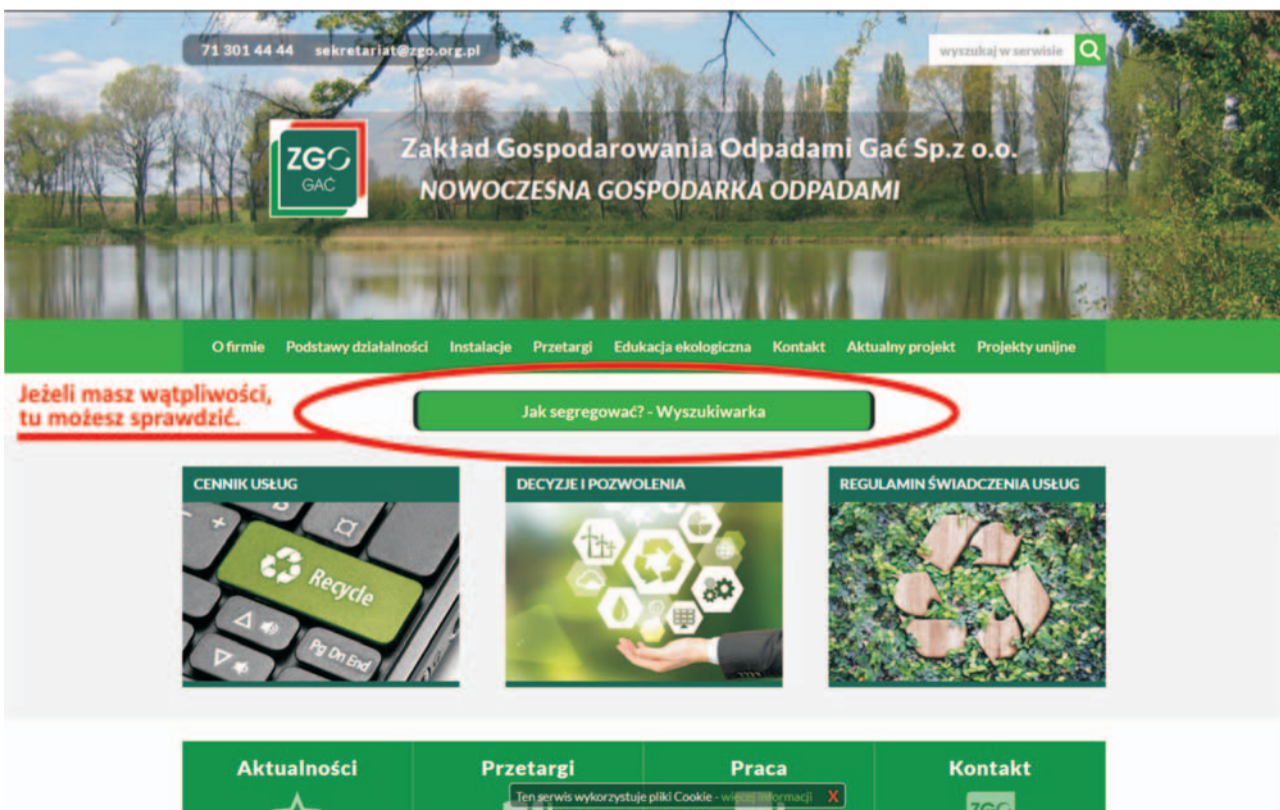 71 301 44 44 sekretariat@zgo.org.pl
wyszukaj w serwisie
ZGO
GAĆ
Zakład Gospodarowania Odpadami Gać Sp.z o.o.
NOWOCZESNA GOSPODARKA ODPADAMI
O firmie Podstawy działalności Instalacje Przetargi Edukacja ekologiczna Kontakt Aktualny projekt Projekty unijne
Jeżeli masz wątpliwości,
tu możesz sprawdzić.
Jak segregować? - Wyszukiwarka
CENNIK USŁUG
DECYZJE I POZWOLENIA
REGULAMIN ŚWIADCZENIA USŁUG
Recycle
Pg Dn End
Aktualności Przetargi Praca Kontakt
Ten serwis wykorzystuje pliki Cookie - więcej informacji X
ZGO